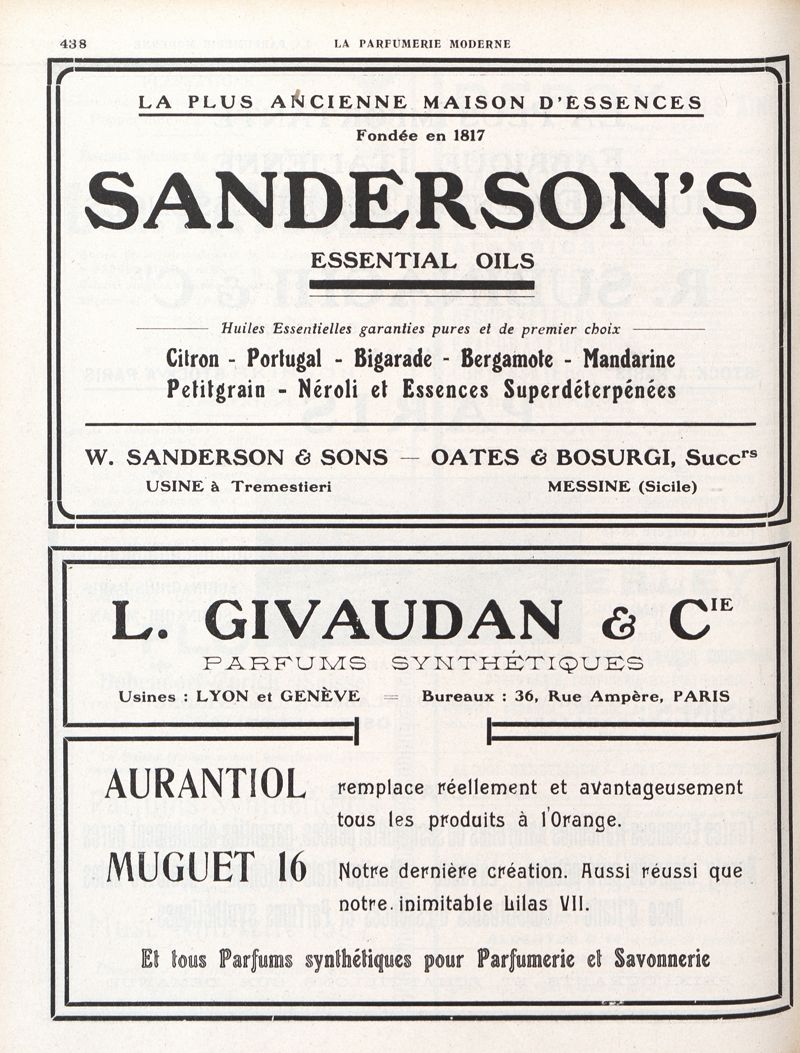 438
LA PARFUMERIE MODERNE
LA PLUS ANCIENNE MAISON D'ESSENCES
Fondée en 1817
SANDERSON'S
ESSENTIAL OILS
Huiles Essentielles garanties pures et de premier choix
Citron - Portugal - Bigarade - Bergamote - Mandarine
Petitgrain - Néroli et Essences Superdéterpénées
W. SANDERSON & SONS — OATES & BOSURGI, Succrs
USINE à Tremestieri MESSINE (Sicile)
L. GIVAUDAN & CIE
PARFUMS SYNTHÉTIQUES
Usines : LYON et GENÈVE = Bureaux : 36, Rue Ampère, PARIS
AURANTIOL remplace réellement et avantageusement
tous les produits à l'Orange.
MUGUET 16 Notre dernière création. Aussi réussi que
notre inimitable Lilas VII.
Et tous Parfums synthétiques pour Parfumerie et Savonnerie